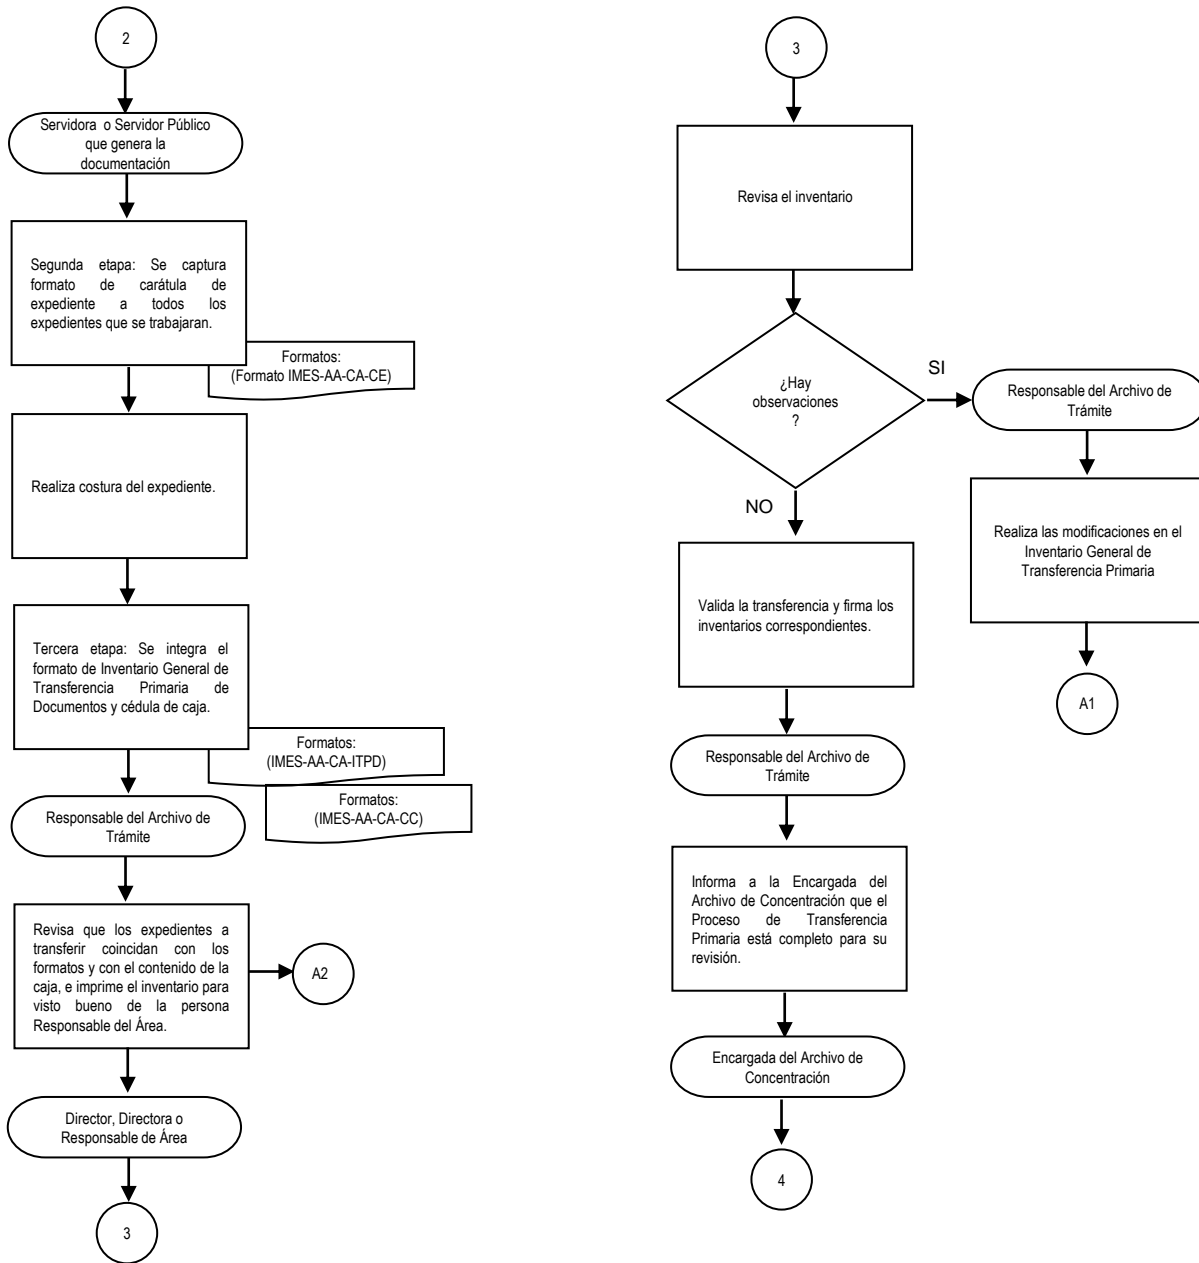 2
Servidora o Servidor Público
que genera la
documentación
Segunda etapa: Se captura
formato de carátula de
expediente a todos los
expedientes que se trabajaran.
Formatos:
(Formato IMES-AA-CA-CE)
Realiza costura del expediente.
Tercera etapa: Se integra el
formato de Inventario General de
Transferencia Primaria de
Documentos y cédula de caja.
Formatos:
(IMES-AA-CA-ITPD)
Formatos:
(IMES-AA-CA-CC)
Responsable del Archivo de
Trámite
Revisa que los expedientes a
transferir coincidan con los
formatos y con el contenido de la
caja, e imprime el inventario para
visto bueno de la persona
Responsable del Área.
A2
Director, Directora o
Responsable de Área
3
3
Revisa el inventario
¿Hay
observaciones
?
SI
Responsable del Archivo de
Trámite
Realiza las modificaciones en el
Inventario General de
Transferencia Primaria
A1
NO
Valida la transferencia y firma los
inventarios correspondientes.
Responsable del Archivo de
Trámite
Informa a la Encargada del
Archivo de Concentración que el
Proceso de Transferencia
Primaria está completo para su
revisión.
Encargada del Archivo de
Concentración
4